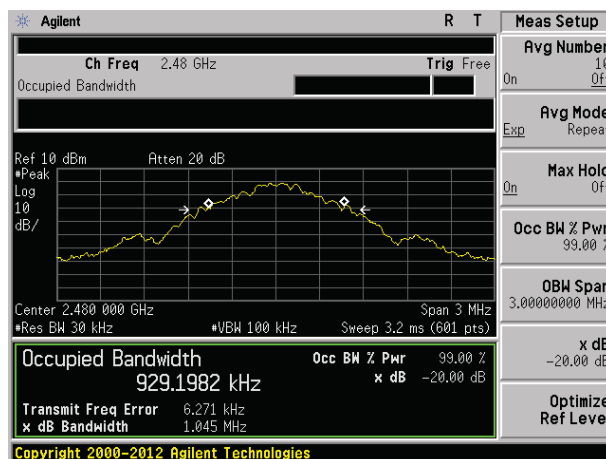 Agilent R T
Ch Freq 2.48 GHz Trig Free
Occupied Bandwidth
Ref 10 dBm Atten 20 dB
#Peak
Log
10
dB/
Center 2.480 000 GHz Span 3 MHz
#Res BW 30 kHz #VBW 100 kHz Sweep 3.2 ms (601 pts)
Occupied Bandwidth Occ BW % Pwr 99.00 %
929.1982 kHz x dB -20.00 dB
Transmit Freq Error 6.271 kHz
x dB Bandwidth 1.045 MHz
Copyright 2000-2012 Agilent Technologies
Meas Setup
Avg Number
10
On Of
Avg Mode
Exp Repea
Max Hold
On Of
Occ BW % Pwr
99.00 %
OBW Span
3.00000000 MHz
x dB
-20.00 dB
Optimize
Ref Leve